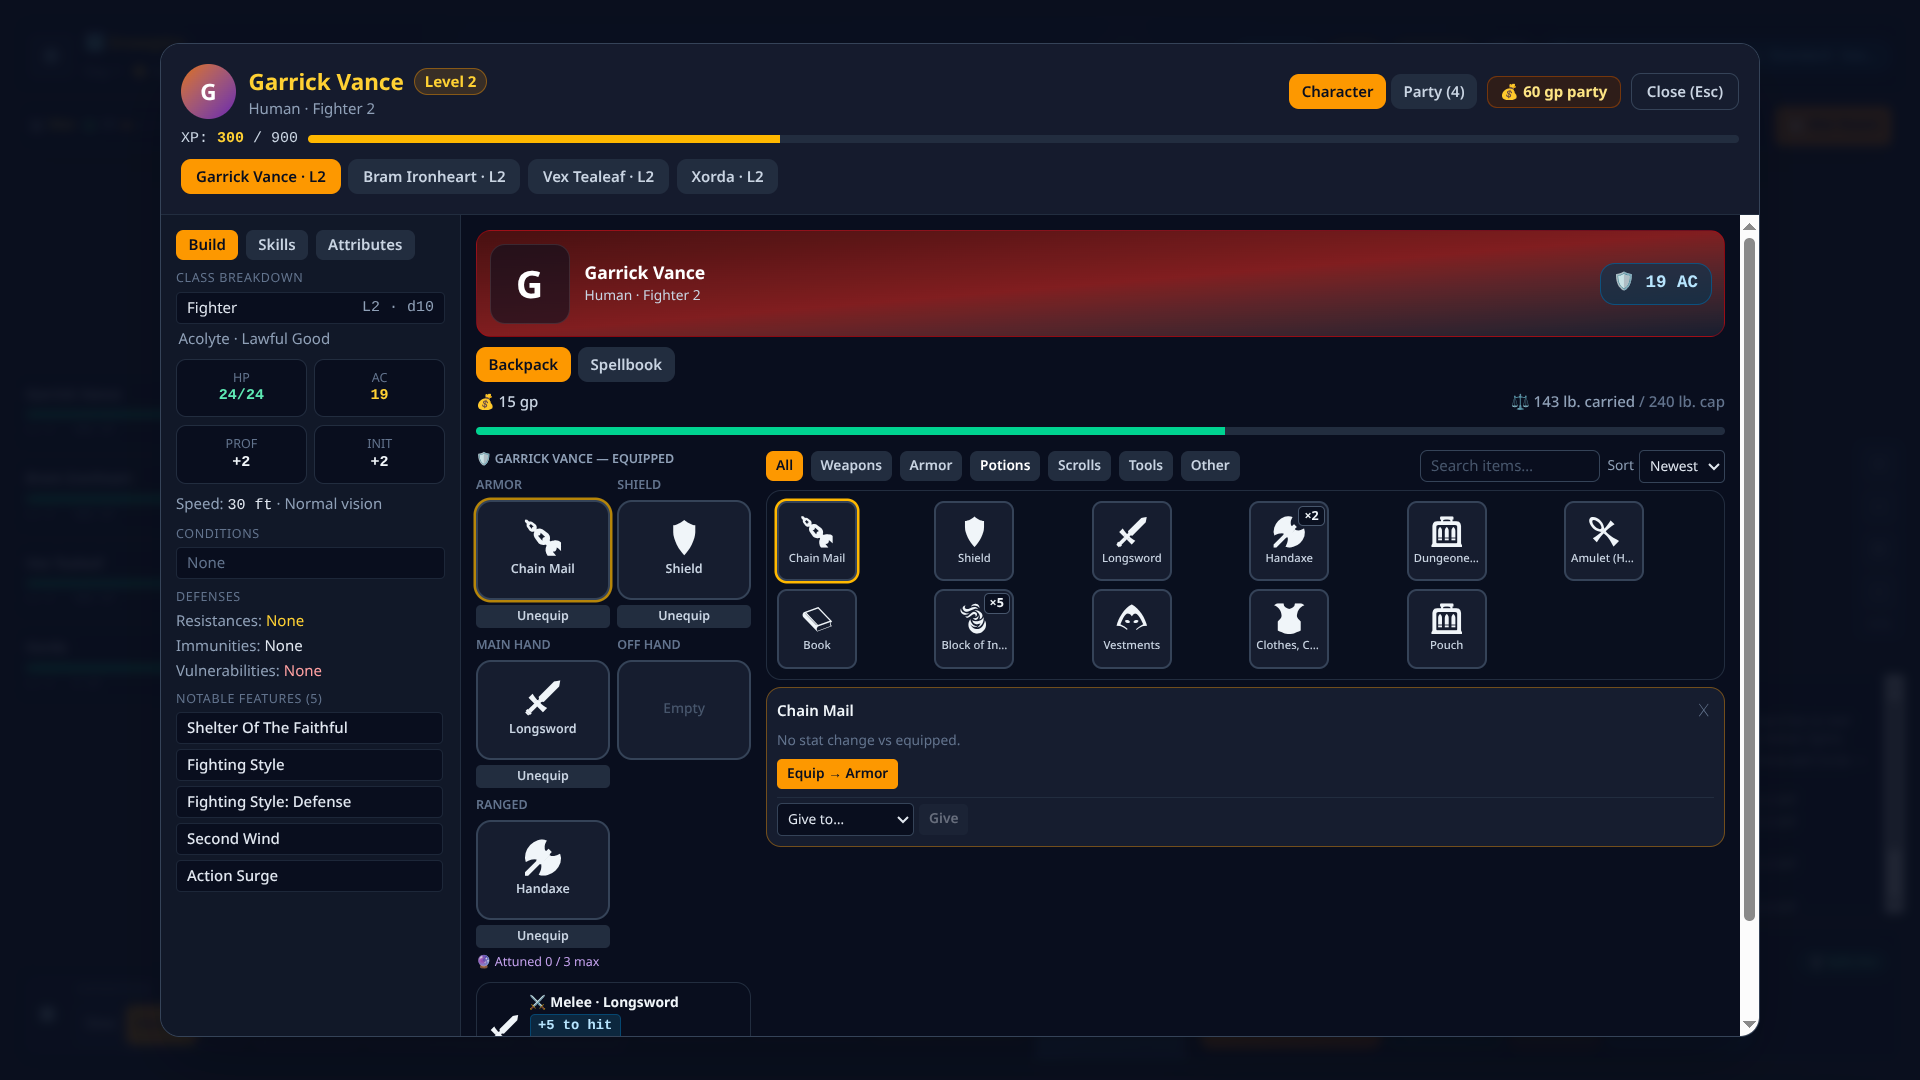 G
Garrick Vance Level 2
Human · Fighter 2
Character Party (4) 60 gp party Close (Esc)
XP: 300 / 900
Garrick Vance · L2 Bram Ironheart · L2 Vex Tealeaf · L2 Xorda · L2
Build Skills Attributes
CLASS BREAKDOWN
Fighter L2 · d10
Acolyte · Lawful Good
HP
24/24
AC
19
PROF
+2
INIT
+2
Speed: 30 ft · Normal vision
CONDITIONS
None
DEFENSES
Resistances: None
Immunities: None
Vulnerabilities: None
NOTABLE FEATURES (5)
Shelter Of The Faithful
Fighting Style
Fighting Style: Defense
Second Wind
Action Surge
G
Garrick Vance
Human · Fighter 2
19 AC
Backpack Spellbook
15 gp
143 lb. carried / 240 lb. cap
GARRICK VANCE — EQUIPPED
ARMOR
Chain Mail
Unequip
SHIELD
Shield
Unequip
MAIN HAND
Longsword
Unequip
OFF HAND
Empty
RANGED
Handaxe
Unequip
Attuned 0 / 3 max
Melee · Longsword
+5 to hit
All Weapons Armor Potions Scrolls Tools Other
Search items...
Sort Newest
Chain Mail
Shield
Longsword
×2
Handaxe
Dungeone...
Amulet (H...
Book
×5
Block of In...
Vestments
Clothes, C...
Pouch
Chain Mail X
No stat change vs equipped.
Equip → Armor
Give to... Give